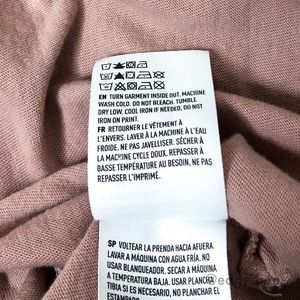 EN TURN GARMENT INSIDE OUT. MACHINE
WASH COLD. DO NOT BLEACH. TUMBLE
DRY LOW. COOL IRON IF NEEDED. DO NOT
IRON ON PRINT.
FR RETOURNER LE VÊTEMENT À
L'ENVERS. LAVER À LA MACHINE À L'EAU
FROIDE. NE PAS JAVELLISER. SÉCHER À
LA MACHINE CYCLE DOUX. REPASSER À
BASSE TEMPÉRATURE AU BESOIN, NE PAS
REPASSER L'IMPRIMÉ.
SP VOLTEAR LA PRENDA HACIA AFUERA.
LAVAR A MÁQUINA CON AGUA FRÍA. NO
USAR BLANQUEADOR. SECAR A MÁQUINA
TIBIA. USAR PLANCHA
TIBIA SI ES NECESARIO. NO PLANCHAR
EL ESTAMPADO